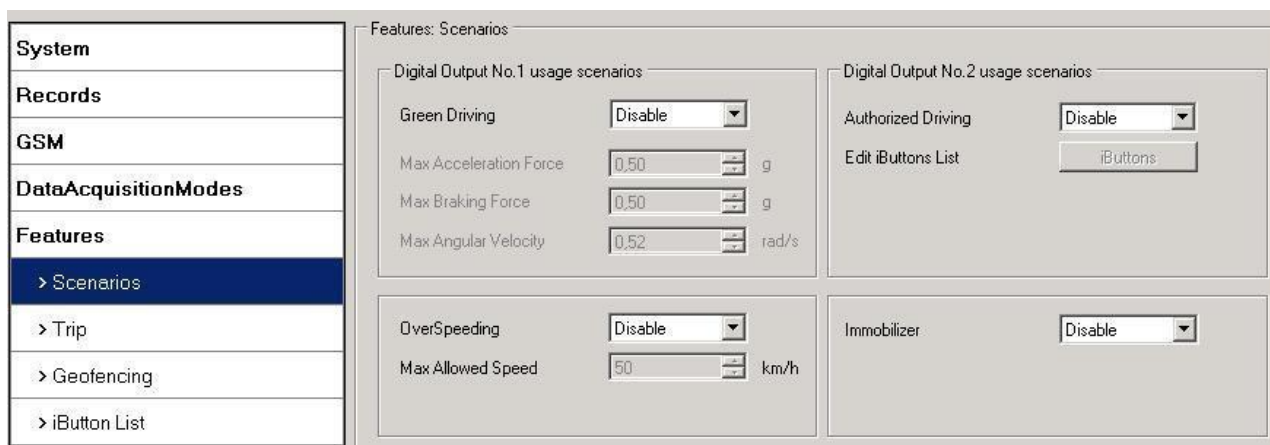 System
Records
GSM
DataAcquisitionModes
Features
> Scenarios
> Trip
> Geofencing
> iButton List
Features: Scenarios
Digital Output No.1 usage scenarios
Green Driving Disable
Max Acceleration Force 0,50 g
Max Braking Force 0,50 g
Max Angular Velocity 0,52 rad/s
OverSpeeding Disable
Max Allowed Speed 50 km/h
Digital Output No.2 usage scenarios
Authorized Driving Disable
Edit iButtons List iButtons
Immobilizer Disable